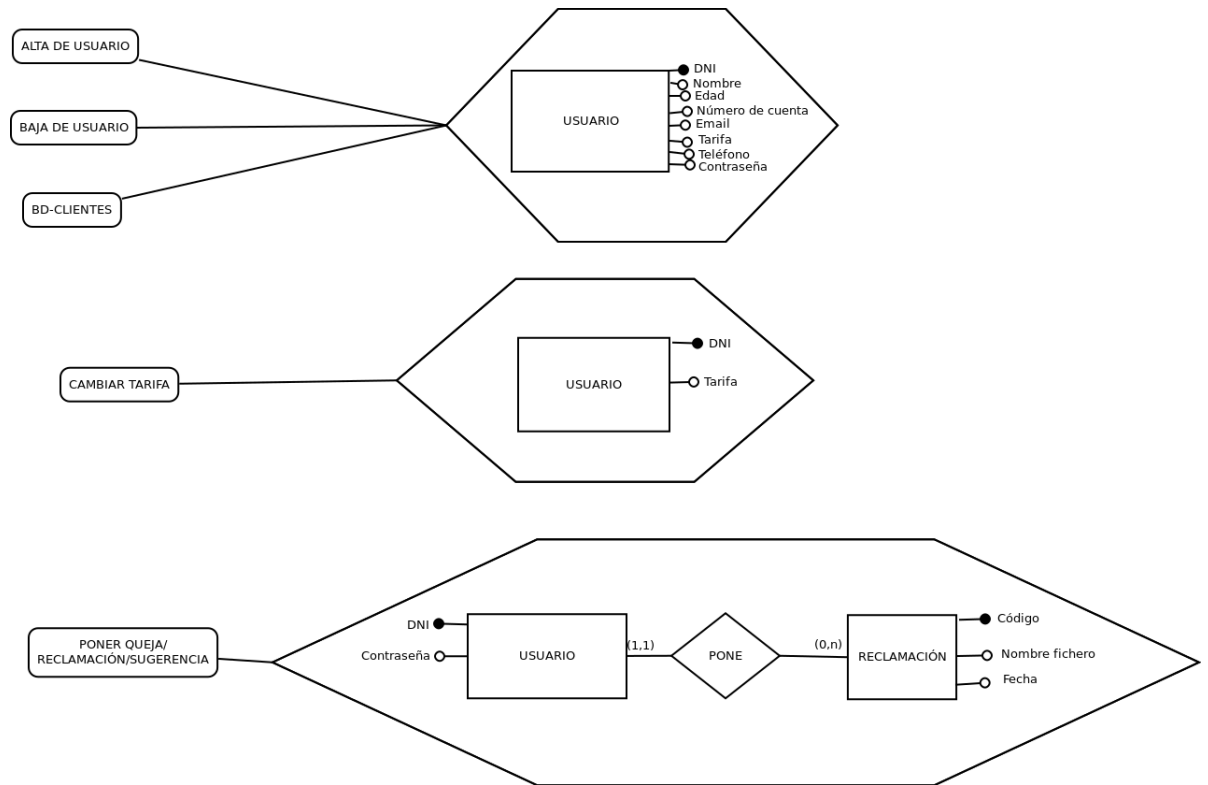 ALTA DE USUARIO
BAJA DE USUARIO
BD-CLIENTES
USUARIO
DNI
Nombre
Edad
Número de cuenta
Email
Tarifa
Teléfono
Contraseña
CAMBIAR TARIFA
USUARIO
DNI
Tarifa
PONER QUEJA/
RECLAMACIÓN/SUGERENCIA
DNI
Contraseña
USUARIO
(1,1)
PONE
(0,n)
RECLAMACIÓN
Código
Nombre fichero
Fecha